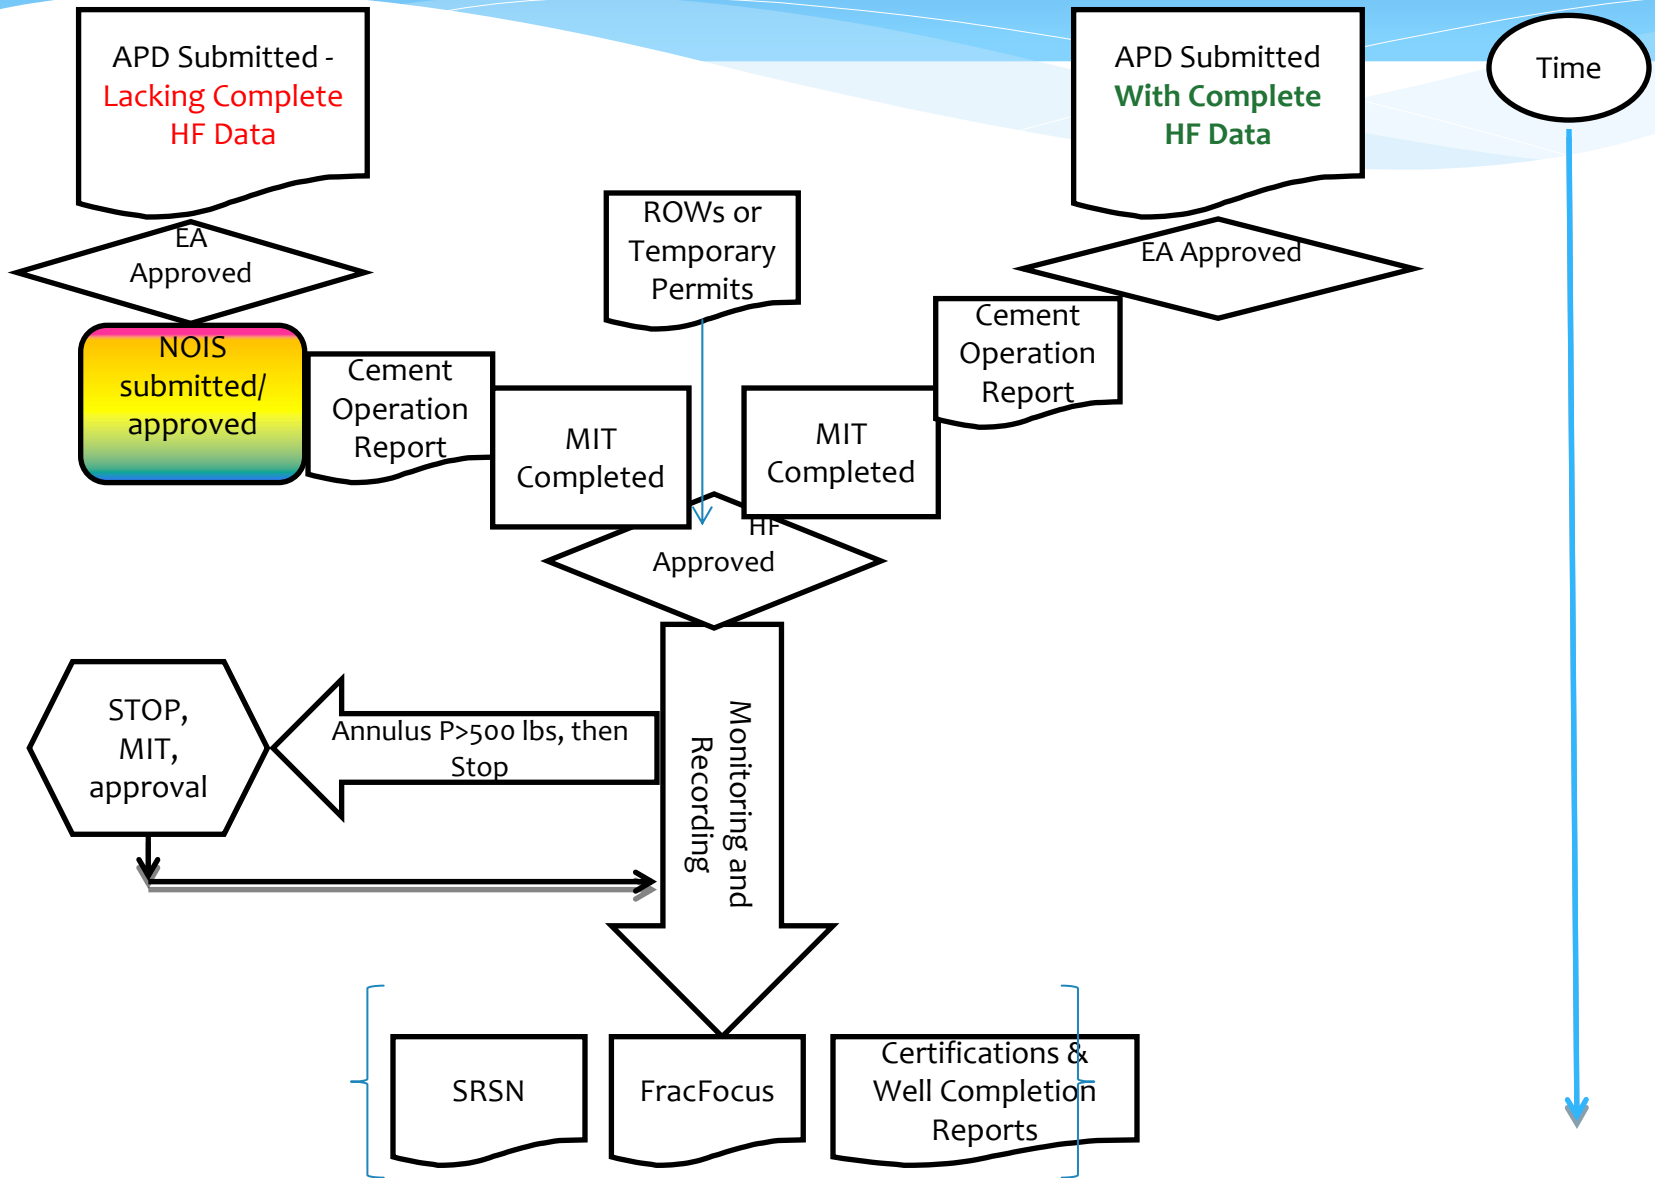 APD Submitted -
Lacking Complete
HF Data
APD Submitted
With Complete
HF Data
Time
ROWs or
Temporary
Permits
EA
Approved
EA Approved
NOIS
submitted/
approved
Cement
Operation
Report
MIT
Completed
MIT
Completed
Cement
Operation
Report
HF
Approved
Monitoring and
Recording
Annulus P>500 lbs, then
Stop
STOP,
MIT,
approval
SRSN
FracFocus
Certifications &
Well Completion
Reports